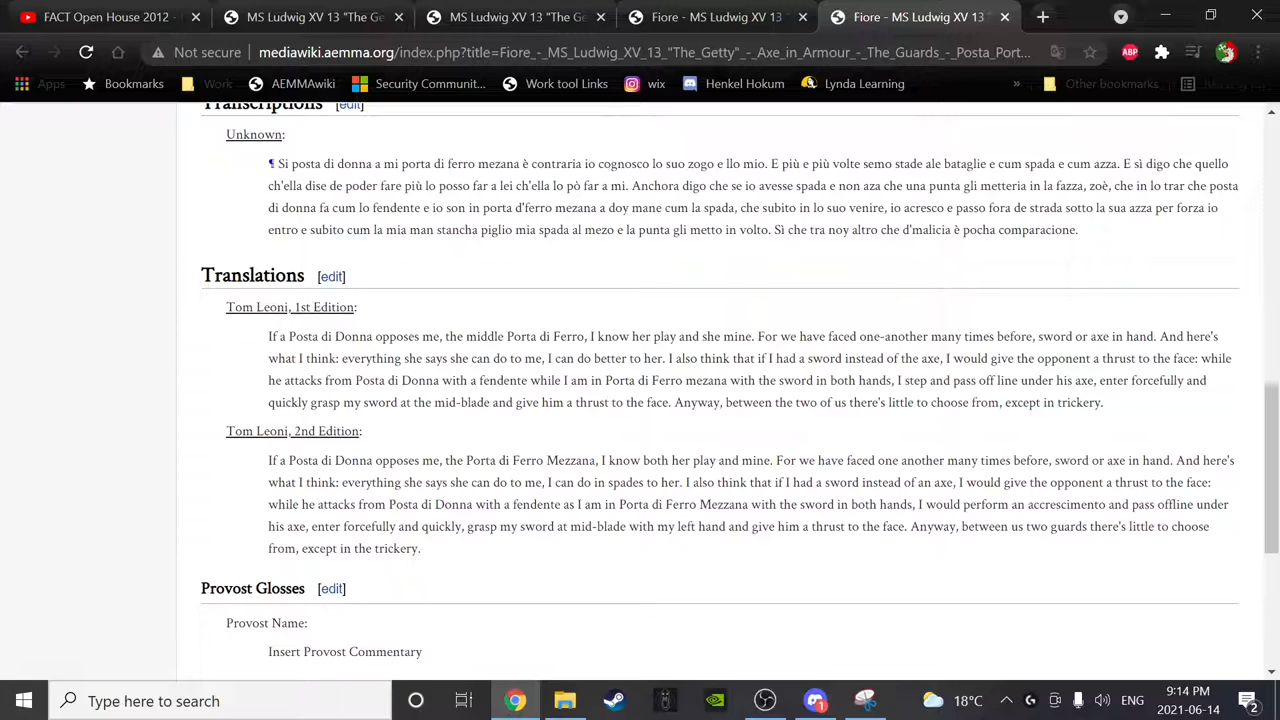 FACT Open House 2012 -
MS Ludwig XV 13 "The Ge
MS Ludwig XV 13 "The Ge
Fiore - MS Ludwig XV 13
Fiore - MS Ludwig XV 13 "
Not secure
mediawiki.aemma.org/index.php?title=Fiore_-_MS_Ludwig_XV_13_"The_Getty"_-_Axe_in_Armour_-_The_Guards_-_Posta_Port...
ABP
Apps
Bookmarks
Work
AEMMAwiki
Security Communit...
Work tool Links
wix
Henkel Hokum
Lynda Learning
»
Other bookmarks
Reading list
Transcriptions [edit]
Unknown:
¶ Si posta di donna a mi porta di ferro mezana è contraria io cognosco lo suo zogo e llo mio. E più e più volte semo stade ale bataglie e cum spada e cum azza. E sì digo che quello
ch'ella dise de poder fare più lo posso far a lei ch'ella lo pò far a mi. Anchora digo che se io avesse spada e non aza che una punta gli metteria in la fazza, zoè, che in lo trar che posta
di donna fa cum lo fendente e io son in porta d'ferro mezana a doy mane cum la spada, che subito in lo suo venire, io acresco e passo fora de strada sotto la sua azza per forza io
entro e subito cum la mia man stancha piglio mia spada al mezo e la punta gli metto in volto. Sì che tra noy altro che d'malicia è pocha comparacione.
Translations [edit]
Tom Leoni, 1st Edition:
If a Posta di Donna opposes me, the middle Porta di Ferro, I know her play and she mine. For we have faced one-another many times before, sword or axe in hand. And here's
what I think: everything she says she can do to me, I can do better to her. I also think that if I had a sword instead of the axe, I would give the opponent a thrust to the face: while
he attacks from Posta di Donna with a fendente while I am in Porta di Ferro mezana with the sword in both hands, I step and pass off line under his axe, enter forcefully and
quickly grasp my sword at the mid-blade and give him a thrust to the face. Anyway, between the two of us there's little to choose from, except in trickery.
Tom Leoni, 2nd Edition:
If a Posta di Donna opposes me, the Porta di Ferro Mezzana, I know both her play and mine. For we have faced one another many times before, sword or axe in hand. And here's
what I think: everything she says she can do to me, I can do in spades to her. I also think that if I had a sword instead of an axe, I would give the opponent a thrust to the face:
while he attacks from Posta di Donna with a fendente as I am in Porta di Ferro Mezzana with the sword in both hands, I would perform an accrescimento and pass offline under
his axe, enter forcefully and quickly, grasp my sword at mid-blade with my left hand and give him a thrust to the face. Anyway, between us two guards there's little to choose
from, except in the trickery.
Provost Glosses [edit]
Provost Name:
Insert Provost Commentary
Type here to search
1
18°C
ENG
9:14 PM
2021-06-14
2